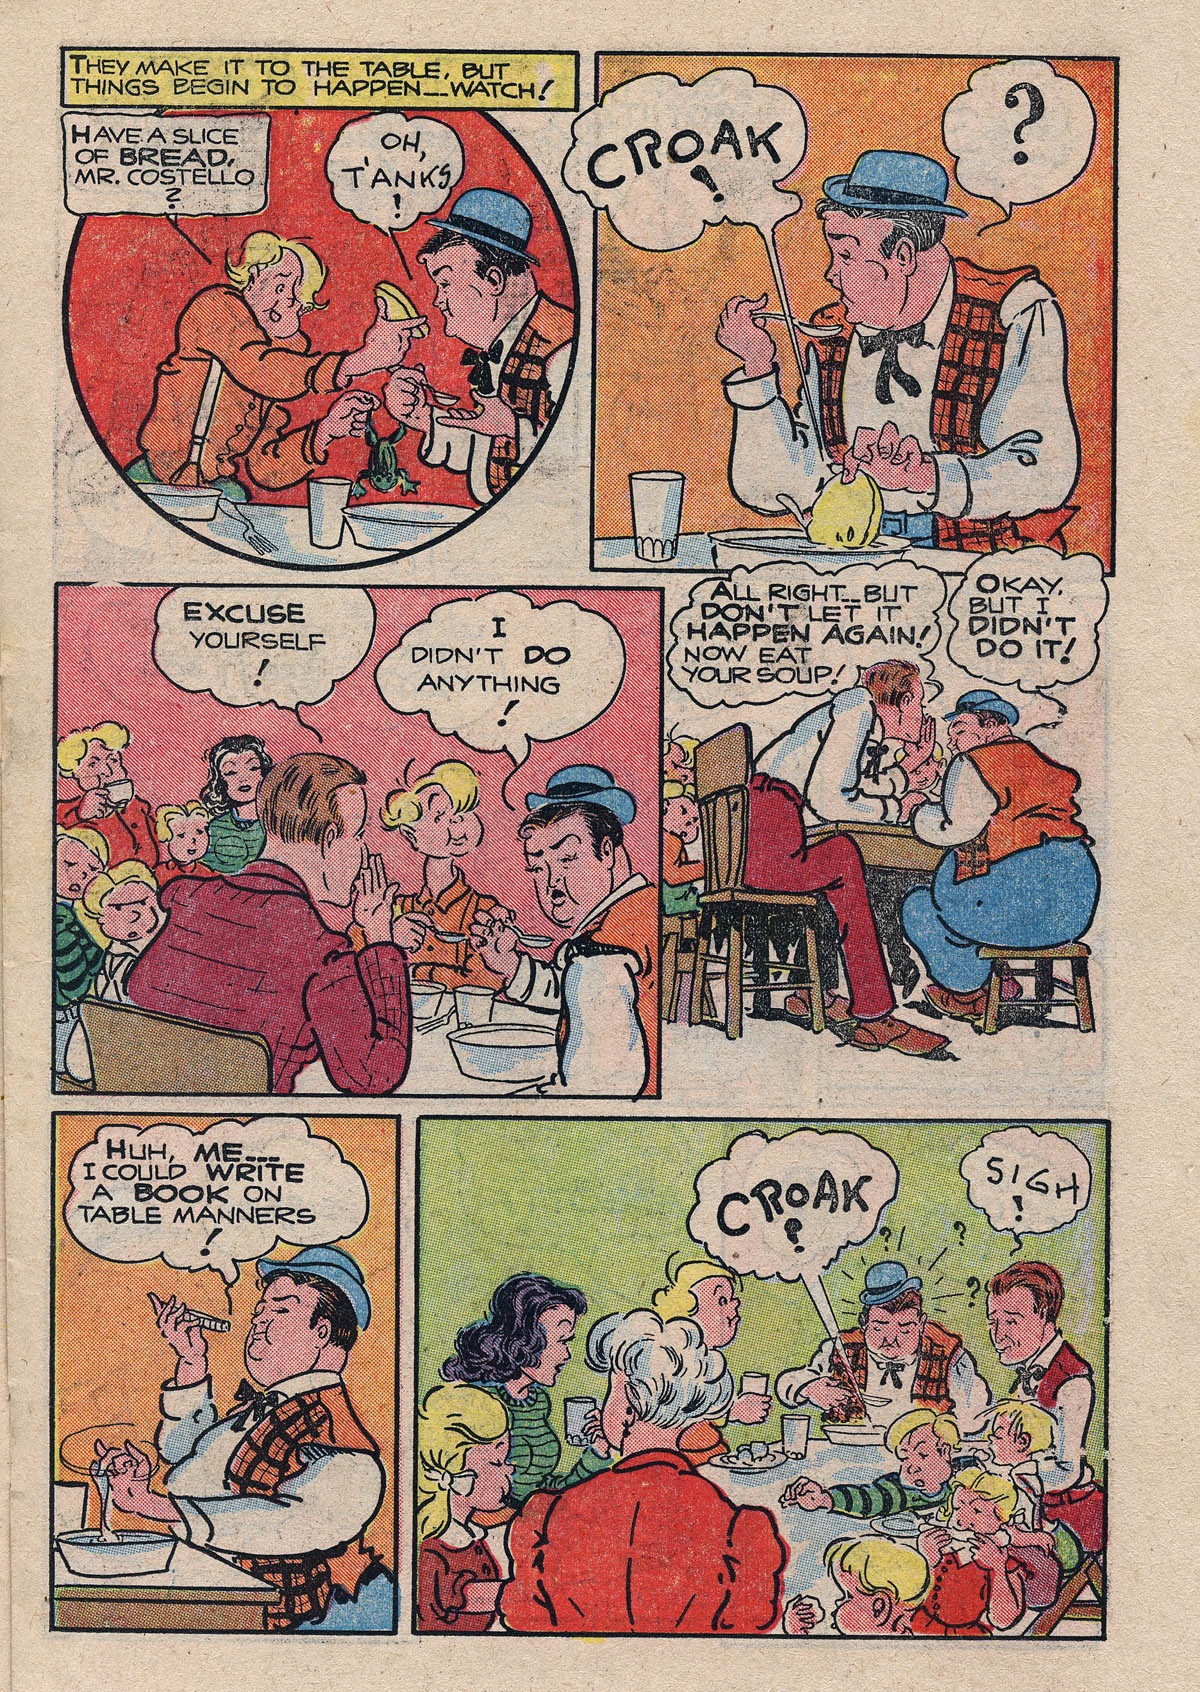 THEY MAKE IT TO THE TABLE, BUT
THINGS BEGIN TO HAPPEN—WATCH!
HAVE A SLICE
OF BREAD,
MR. COSTELLO
?
OH,
T'ANKS
!
CROAK
!
?
EXCUSE
YOURSELF
!
I
DIDN'T DO
ANYTHING
!
ALL RIGHT—BUT
DON'T LET IT
HAPPEN AGAIN!
NOW EAT
YOUR SOUP!
OKAY,
BUT I
DIDN'T
DO IT!
HUH, ME---
I COULD WRITE
A BOOK ON
TABLE MANNERS
!
CROAK
?
SIGH
!
? ?
?